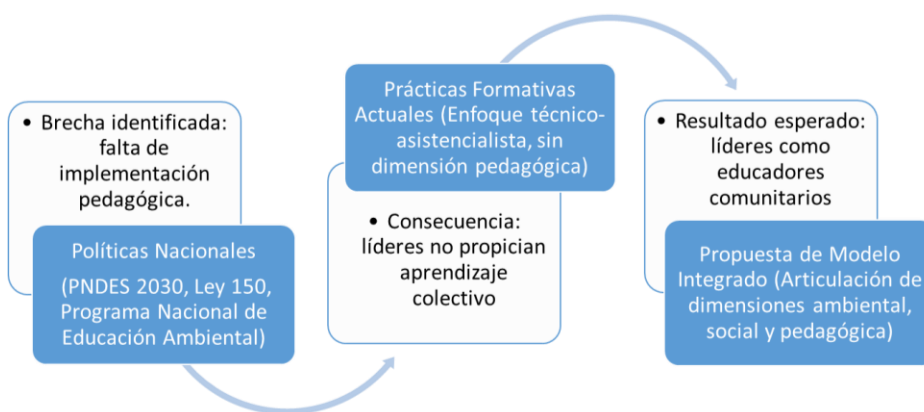 • Brecha identificada:
falta de
implementación
pedagógica.
Políticas Nacionales
(PNDES 2030, Ley 150,
Programa Nacional de
Educación Ambiental)
Prácticas Formativas
Actuales (Enfoque técnico-
asistencialista, sin
dimensión pedagógica)
• Consecuencia:
líderes no propician
aprendizaje
colectivo
• Resultado esperado:
líderes como
educadores
comunitarios
Propuesta de Modelo
Integrado (Articulación de
dimensiones ambiental,
social y pedagógica)